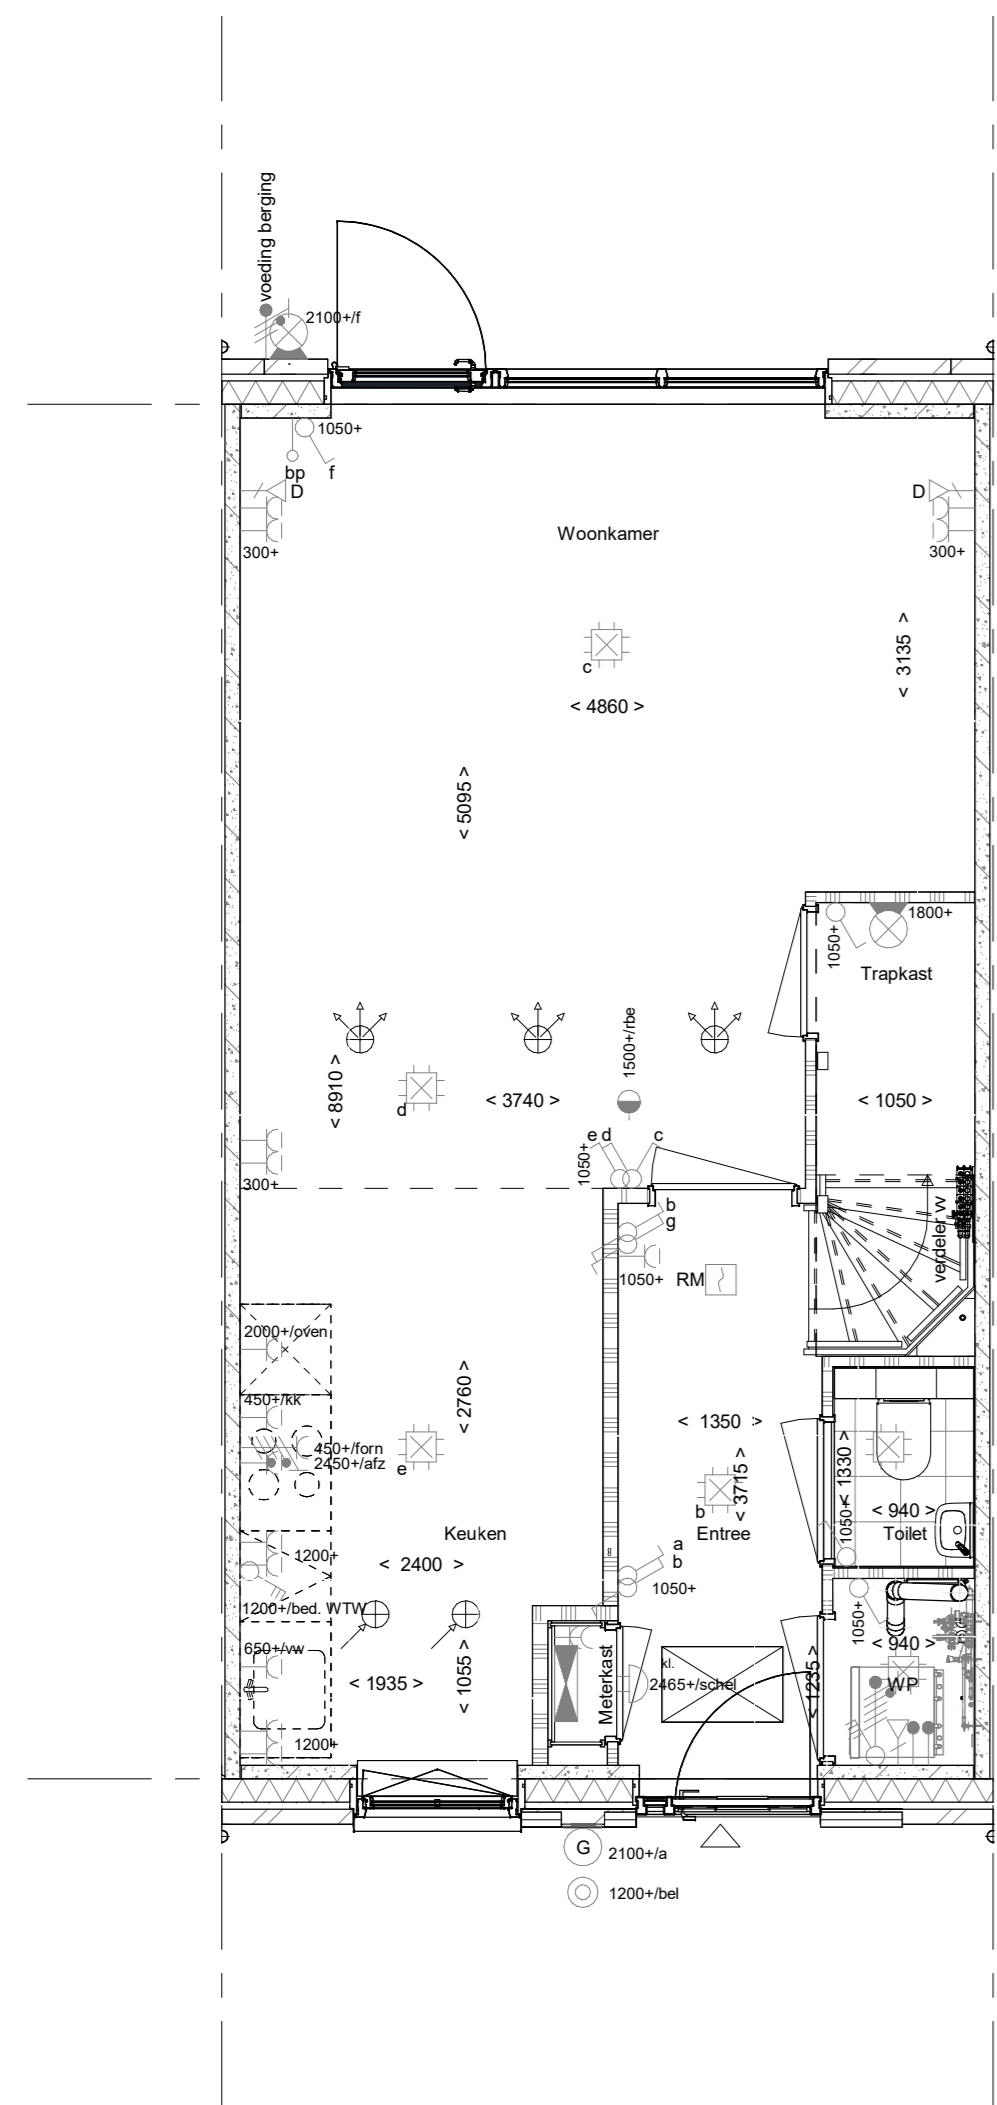 voeding berging
2100+/f
1050+
bp
f
D
D
300+
300+
Woonkamer
c
< 3135 >
< 4860 >
< 5095 >
1800+
1050+
Trapkast
1500+/rbe
< 8910 >
d
< 3740 >
< 1050 >
e d
c
1050+
300+
b
g
1050+
RM
verdeler W
2000+/oven
450+/kk
450+/forn
2450+/afz
< 2760 >
e
< 1350 >
< 3715 >
b
< 1330 >
< 940 >
1050+
Keuken
Entree
Toilet
a
b
1050+
1200+
< 2400 >
1200+/bed. WTW
1050+
< 940 >
650+/vw
< 1935 >
< 1055 >
Meterkast
kl.
2465+/schel
< 1235 >
WP
1200+
G
2100+/a
1200+/bel